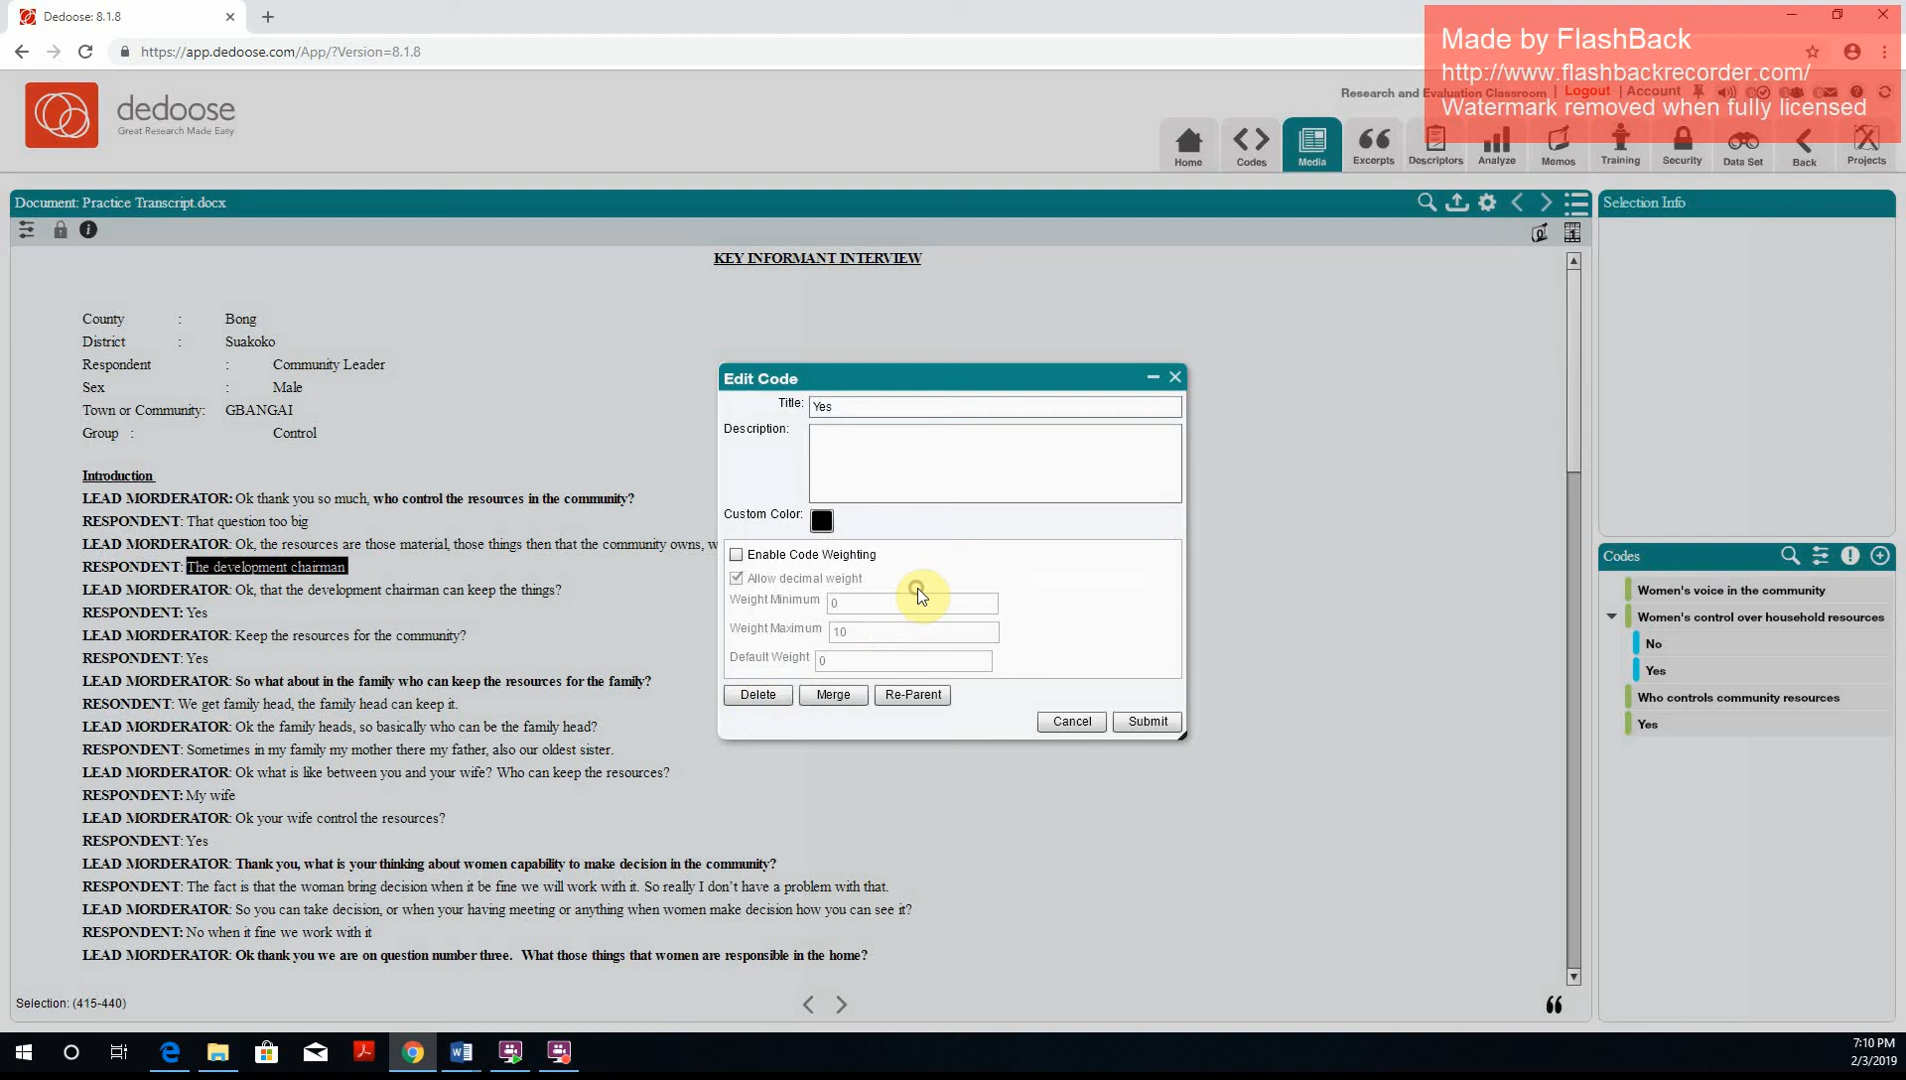 Dedoose: 8.1.8
https://app.dedoose.com/App/?Version=8.1.8
Made by FlashBack
http://www.flashbackrecorder.com/
Watermark removed when fully licensed
dedoose
Great Research Made Easy
Research and Evaluation Classroom | Logout | Account
Home
Codes
Media
Excerpts
Descriptors
Analyze
Memos
Training
Security
Data Set
Back
Projects
Document: Practice Transcript.docx
Selection Info
KEY INFORMANT INTERVIEW
County : Bong
District : Suakoko
Respondent : Community Leader
Sex : Male
Town or Community: GBANGAI
Group : Control
Introduction
LEAD MORDERATOR: Ok thank you so much, who control the resources in the community?
RESPONDENT: That question too big
LEAD MORDERATOR: Ok, the resources are those material, those things then that the community owns, w
RESPONDENT: The development chairman
LEAD MORDERATOR: Ok, that the development chairman can keep the things?
RESPONDENT: Yes
LEAD MORDERATOR: Keep the resources for the community?
RESPONDENT: Yes
LEAD MORDERATOR: So what about in the family who can keep the resources for the family?
RESONDENT: We get family head, the family head can keep it.
LEAD MORDERATOR: Ok the family heads, so basically who can be the family head?
RESPONDENT: Sometimes in my family my mother there my father, also our oldest sister.
LEAD MORDERATOR: Ok what is like between you and your wife? Who can keep the resources?
RESPONDENT: My wife
LEAD MORDERATOR: Ok your wife control the resources?
RESPONDENT: Yes
LEAD MORDERATOR: Thank you, what is your thinking about women capability to make decision in the community?
RESPONDENT: The fact is that the woman bring decision when it be fine we will work with it. So really I don't have a problem with that.
LEAD MORDERATOR: So you can take decision, or when your having meeting or anything when women make decision how you can see it?
RESPONDENT: No when it fine we work with it
LEAD MORDERATOR: Ok thank you we are on question number three. What those things that women are responsible in the home?
Selection: (415-440)
Edit Code
Title: Yes
Description:
Custom Color:
Enable Code Weighting
Allow decimal weight
Weight Minimum 0
Weight Maximum 10
Default Weight 0
Delete
Merge
Re-Parent
Cancel
Submit
Codes
Women's voice in the community
Women's control over household resources
No
Yes
Who controls community resources
Yes
7:10 PM
2/3/2019